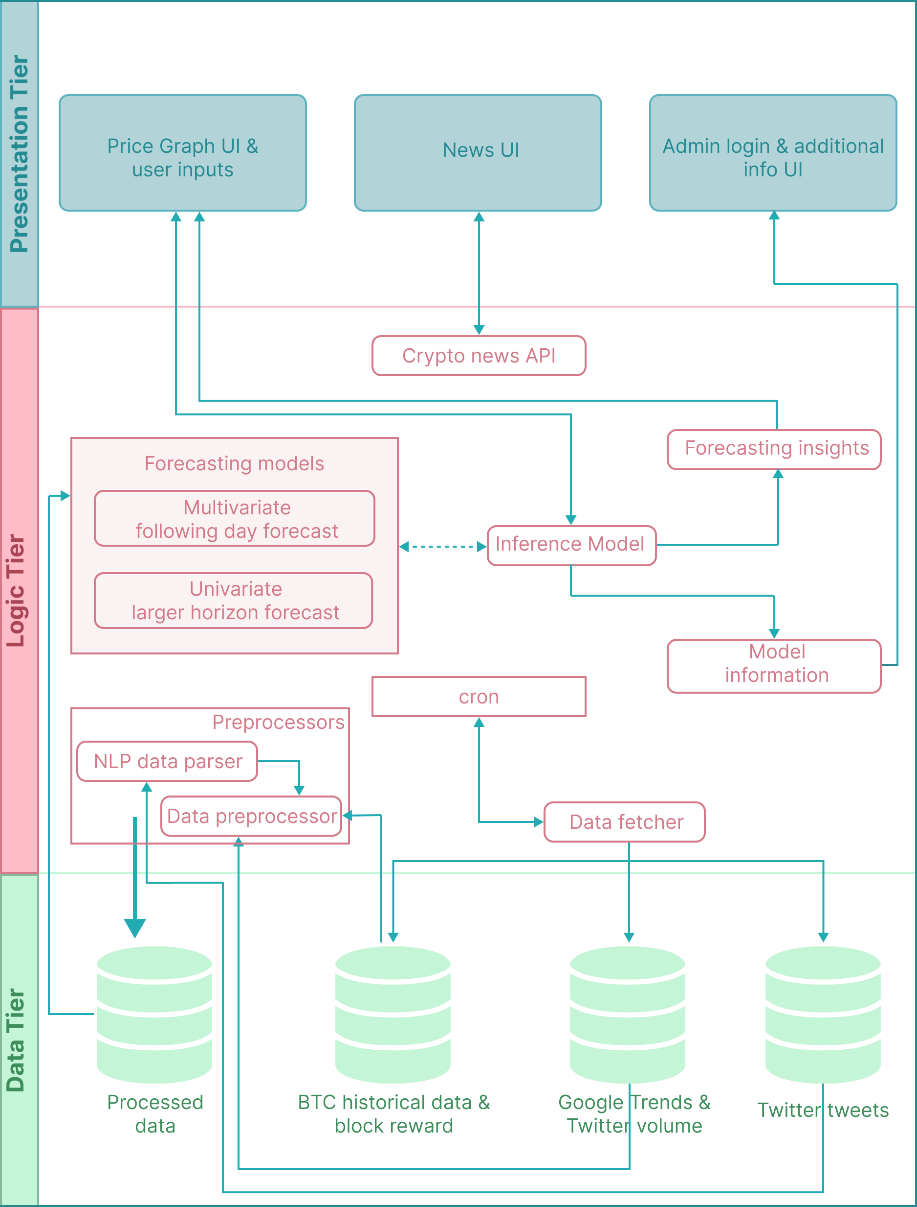 Presentation Tier
Price Graph UI &
user inputs
News UI
Admin login & additional
info UI
Logic Tier
Crypto news API
Forecasting insights
Forecasting models
Multivariate
following day forecast
Univariate
larger horizon forecast
Inference Model
Model
information
cron
Preprocessors
NLP data parser
Data preprocessor
Data fetcher
Data Tier
Processed
data
BTC historical data &
block reward
Google Trends &
Twitter volume
Twitter tweets